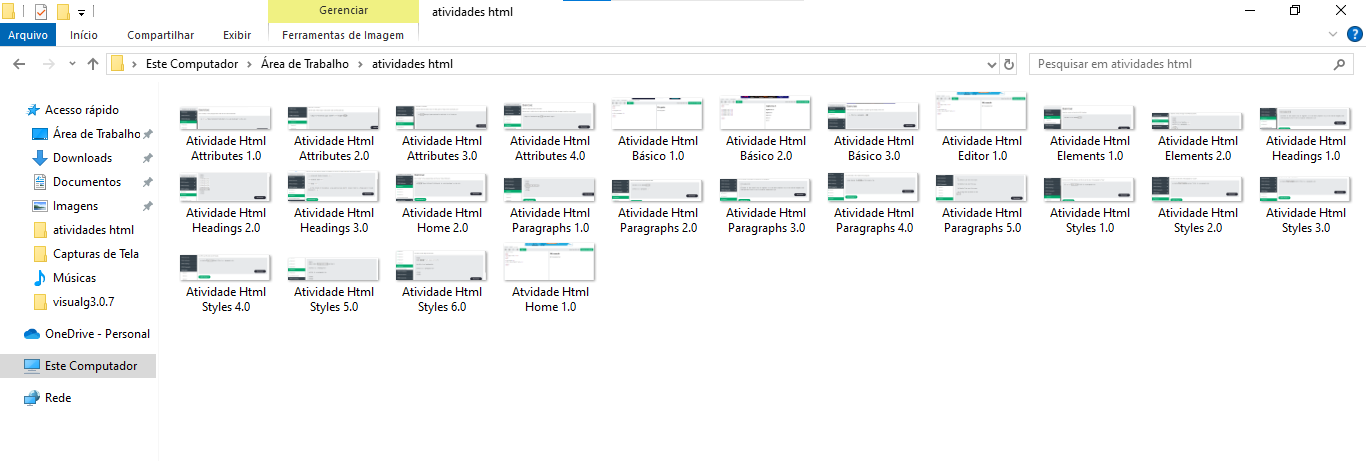 Gerenciar
atividades html
Arquivo
Início
Compartilhar
Exibir
Ferramentas de Imagem
Este Computador
Área de Trabalho
atividades html
Pesquisar em atividades html
Acesso rápido
Área de Trabalho
Downloads
Documentos
Imagens
atividades html
Capturas de Tela
Músicas
visualg3.0.7
OneDrive - Personal
Este Computador
Rede
Atividade Html
Attributes 1.0
Atividade Html
Attributes 2.0
Atividade Html
Attributes 3.0
Atividade Html
Attributes 4.0
Atividade Html
Básico 1.0
Atividade Html
Básico 2.0
Atividade Html
Básico 3.0
Atividade Html
Editor 1.0
Atividade Html
Elements 1.0
Atividade Html
Elements 2.0
Atividade Html
Headings 1.0
Atividade Html
Headings 2.0
Atividade Html
Headings 3.0
Atividade Html
Home 2.0
Atividade Html
Paragraphs 1.0
Atividade Html
Paragraphs 2.0
Atividade Html
Paragraphs 3.0
Atividade Html
Paragraphs 4.0
Atividade Html
Paragraphs 5.0
Atividade Html
Styles 1.0
Atividade Html
Styles 2.0
Atividade Html
Styles 3.0
Atividade Html
Styles 4.0
Atividade Html
Styles 5.0
Atividade Html
Styles 6.0
Atvidade Html
Home 1.0